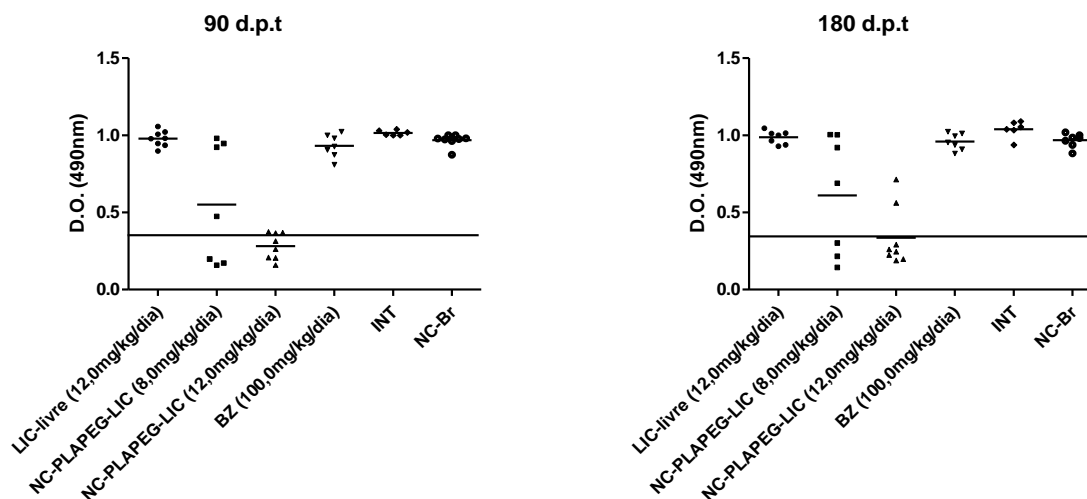 90 d.p.t
1.5
1.0
0.5
0.0
D.O. (490nm)
LIC-livre (12,0mg/kg/dia)
NC-PLAPEG-LIC (8,0mg/kg/dia)
NC-PLAPEG-LIC (12,0mg/kg/dia)
BZ (100,0mg/kg/dia)
INT
NC-Br
180 d.p.t
1.5
1.0
0.5
0.0
D.O. (490nm)
LIC-livre (12,0mg/kg/dia)
NC-PLAPEG-LIC (8,0mg/kg/dia)
NC-PLAPEG-LIC (12,0mg/kg/dia)
BZ (100,0mg/kg/dia)
INT
NC-Br